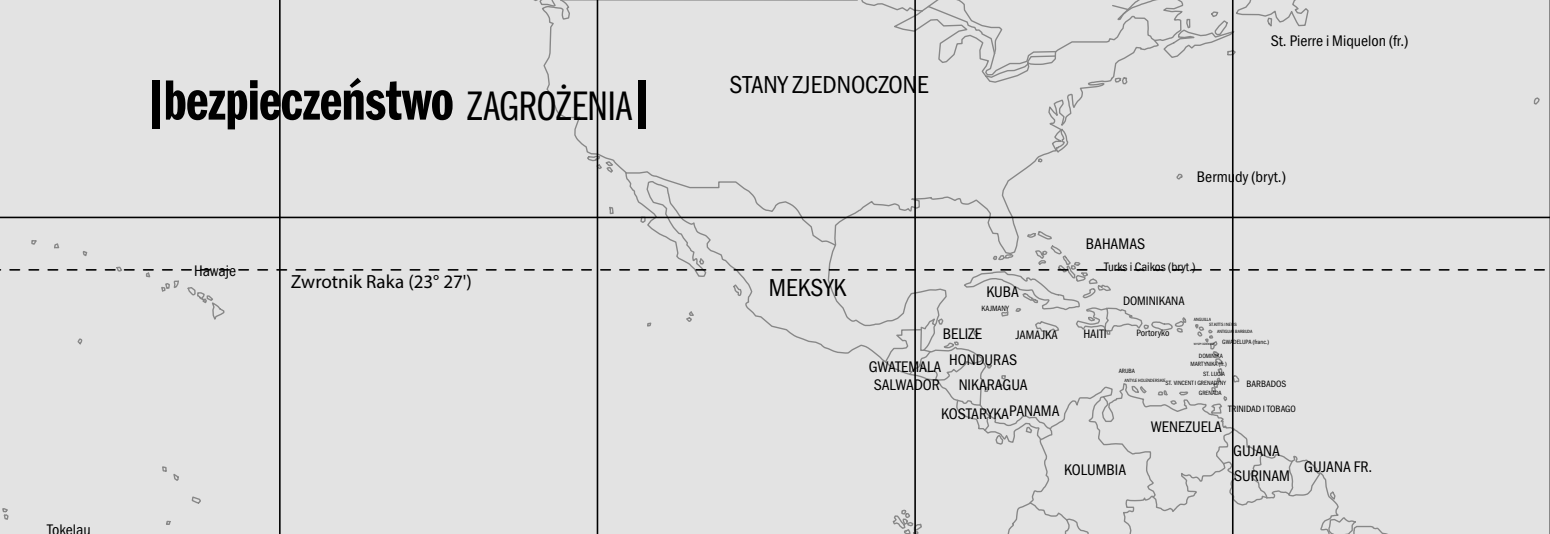 St. Pierre i Miquelon (fr.)
STANY ZJEDNOCZONE
|bezpieczeństwo ZAGROŻENIA|
Bermudy (bryt.)
BAHAMAS
Turks i Caikos (bryt.)
Hawaje
Zwrotnik Raka (23° 27')
MEKSYK
KUBA
DOMINIKANA
KAJMANY
ANGUILLA
BELIZE
JAMAJKA
HAITI
Portoryko
GWADELUPA (franc.)
HONDURAS
DOMINIKA
GWATEMALA
ARUBA
ST. LUCIA
SALWADOR
NIKARAGUA
ST. VINCENT I GRENADYNY
BARBADOS
GRENADA
KOSTARYKA
PANAMA
TRINIDAD I TOBAGO
WENEZUELA
GUJANA
KOLUMBIA
GUJANA FR.
SURINAM
Tokelau